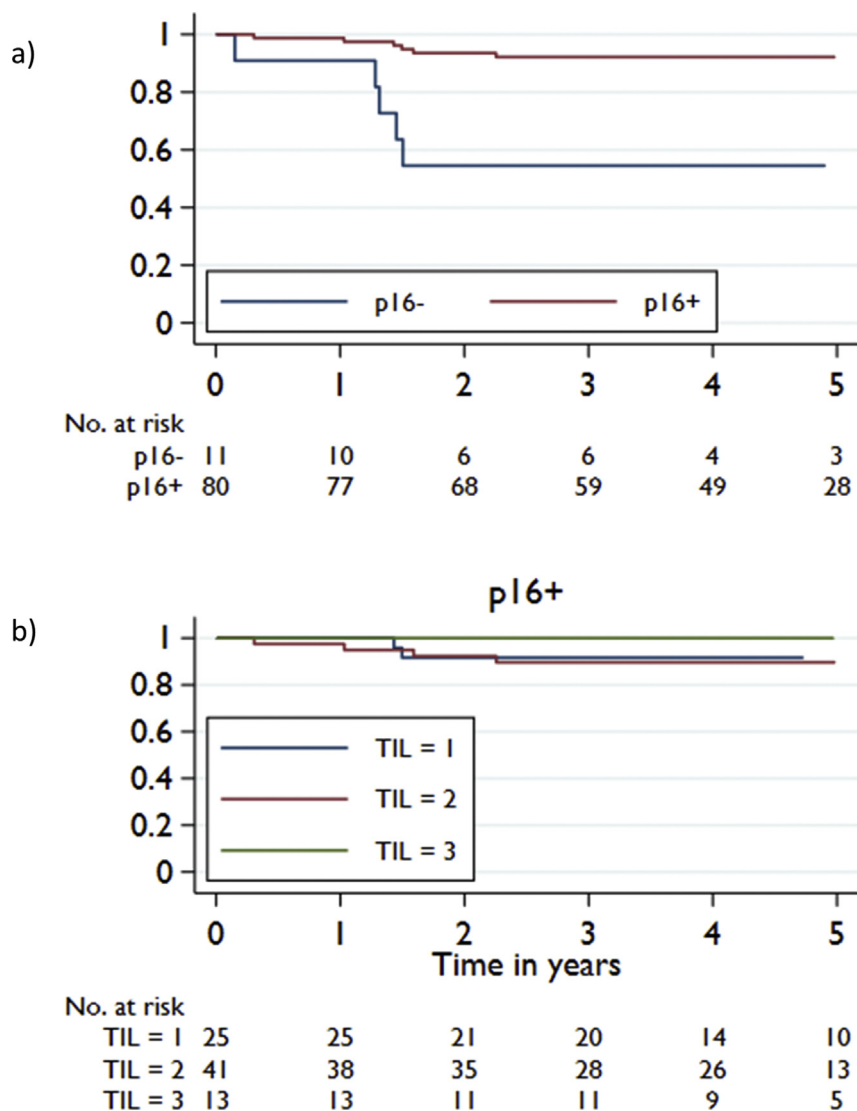 a)
1
0.8
0.6
0.4
0.2
0
p16- p16+
0 1 2 3 4 5
No. at risk
p16- 11 10 6 6 4 3
p16+ 80 77 68 59 49 28
p16+
b)
1
0.8
0.6
0.4
0.2
0
TIL = 1
TIL = 2
TIL = 3
0 1 2 3 4 5
Time in years
No. at risk
TIL = 1 25 25 21 20 14 10
TIL = 2 41 38 35 28 26 13
TIL = 3 13 13 11 11 9 5